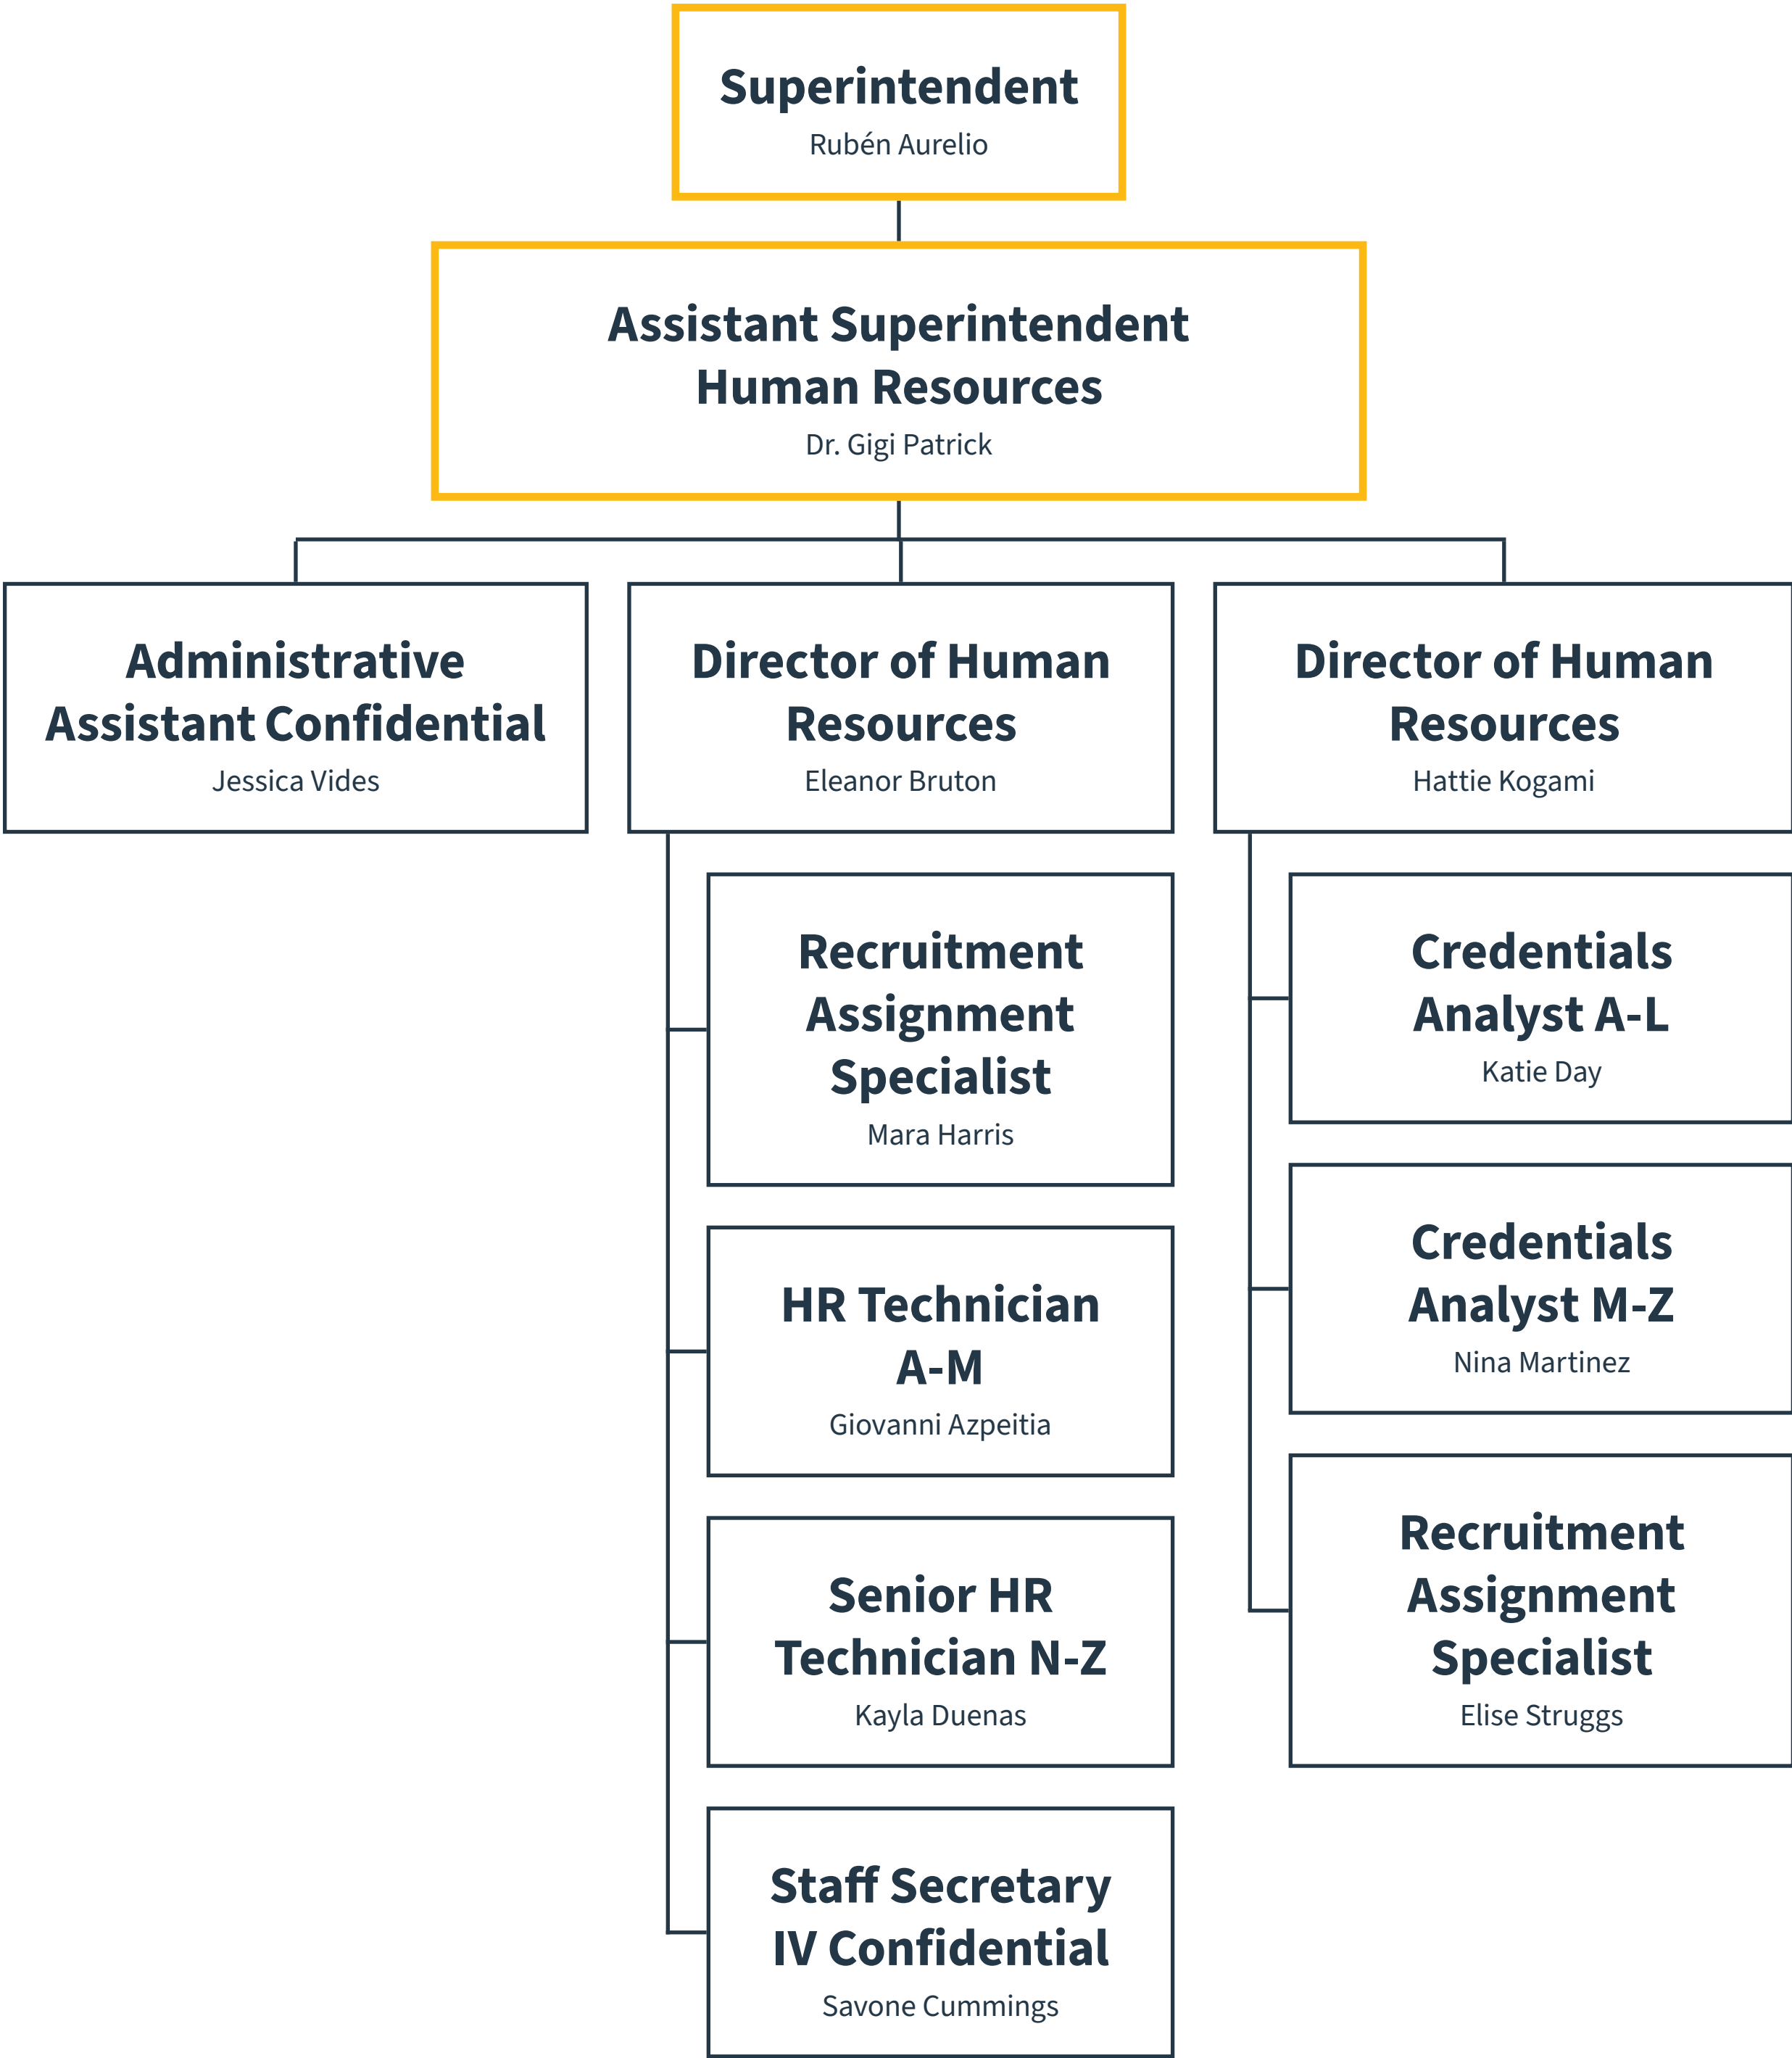 Superintendent
Rubén Aurelio
Assistant Superintendent
Human Resources
Dr. Gigi Patrick
Administrative
Assistant Confidential
Jessica Vides
Director of Human
Resources
Eleanor Bruton
Recruitment
Assignment
Specialist
Mara Harris
HR Technician
A-M
Giovanni Azpeitia
Senior HR
Technician N-Z
Kayla Duenas
Staff Secretary
IV Confidential
Savone Cummings
Director of Human
Resources
Hattie Kogami
Credentials
Analyst A-L
Katie Day
Credentials
Analyst M-Z
Nina Martinez
Recruitment
Assignment
Specialist
Elise Struggs